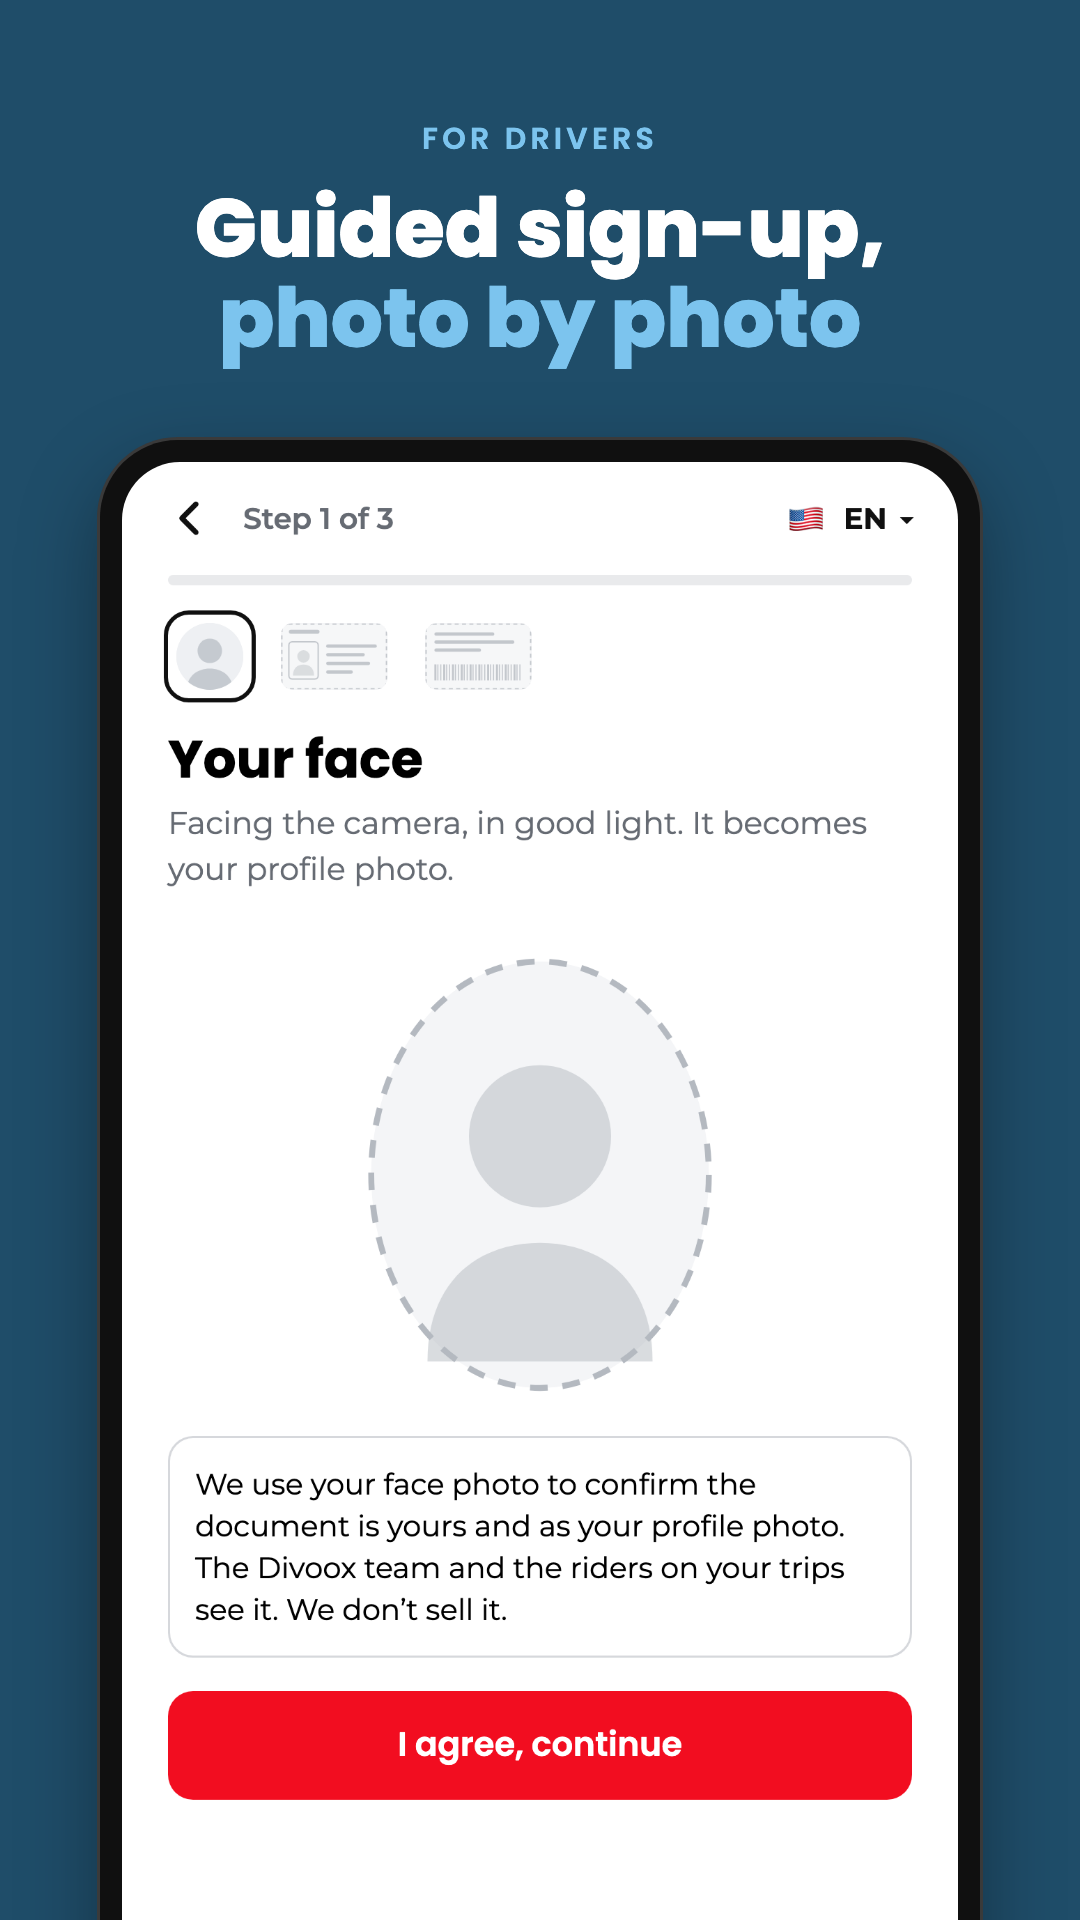 FOR DRIVERS
Guided sign-up,
photo by photo
Step 1 of 3
EN
Your face
Facing the camera, in good light. It becomes
your profile photo.
We use your face photo to confirm the
document is yours and as your profile photo.
The Divoox team and the riders on your trips
see it. We don’t sell it.
I agree, continue